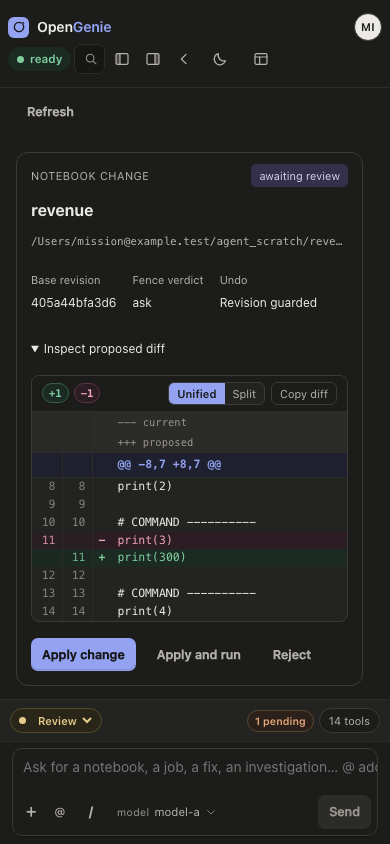 OpenGenie
MI
ready
Refresh
NOTEBOOK CHANGE
awaiting review
revenue
/Users/mission@example.test/agent_scratch/reve…
Base revision Fence verdict Undo
405a44bfa3d6 ask Revision guarded
▼ Inspect proposed diff
+1 −1 Unified Split Copy diff
--- current
+++ proposed
@@ -8,7 +8,7 @@
8 8 print(2)
9 9
10 10 # COMMAND ----------
11 - print(3)
11 + print(300)
12 12
13 13 # COMMAND ----------
14 14 print(4)
Apply change Apply and run Reject
Review 1 pending 14 tools
Ask for a notebook, a job, a fix, an investigation… @ add
+ @ / model model-a Send